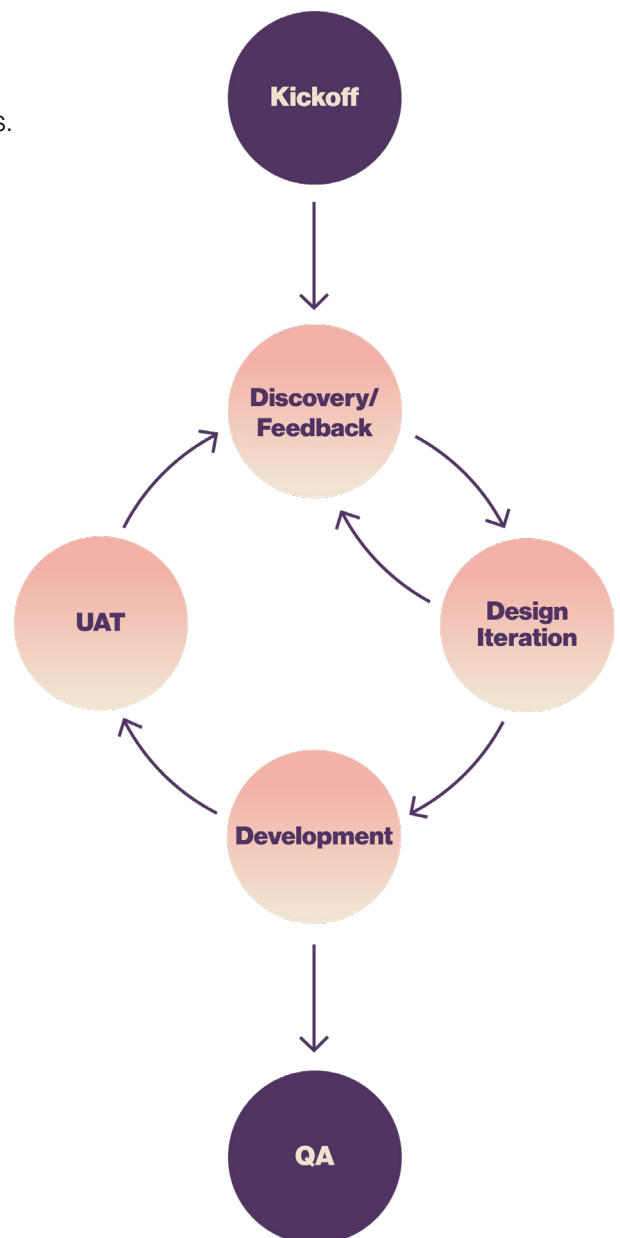 Kickoff
s.
Discovery/
Feedback
Design
Iteration
UAT
Development
QA